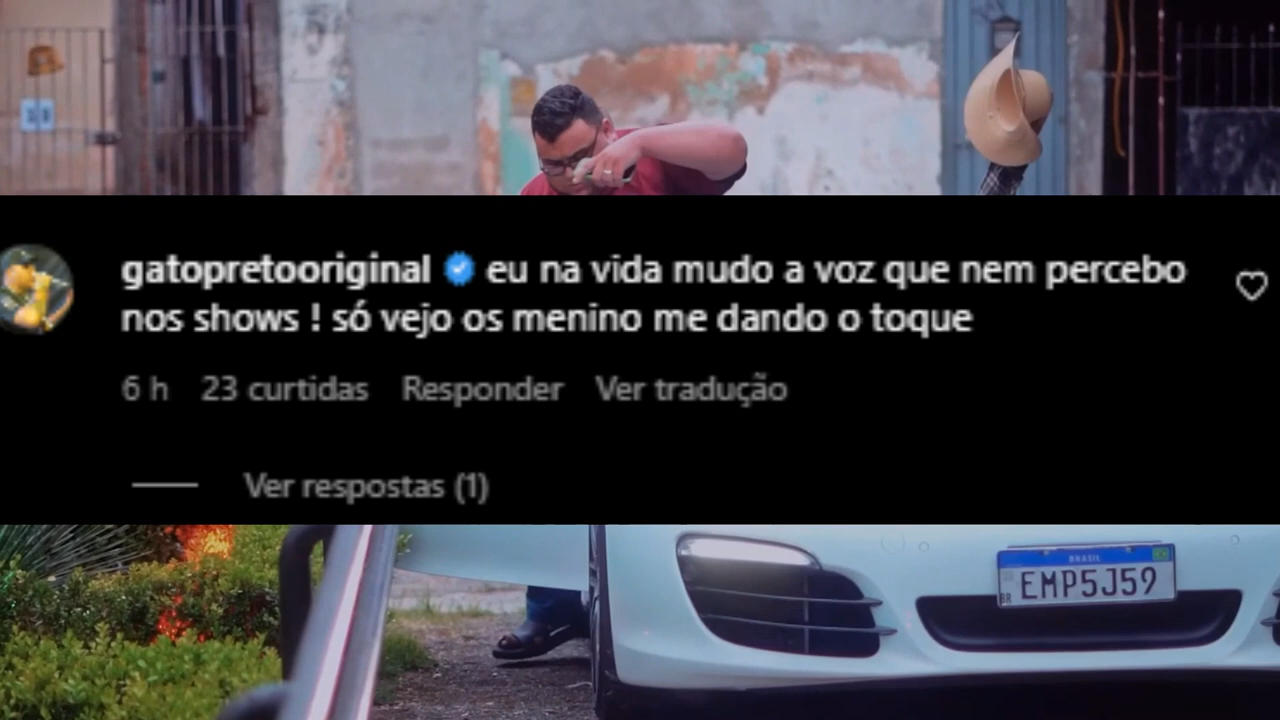 gatopretooriginal eu na vida mudo a voz que nem percebo
nos shows ! só vejo os menino me dando o toque
6 h 23 curtidas Responder Ver tradução
Ver respostas (1)
BRASIL
BR EMP5J59